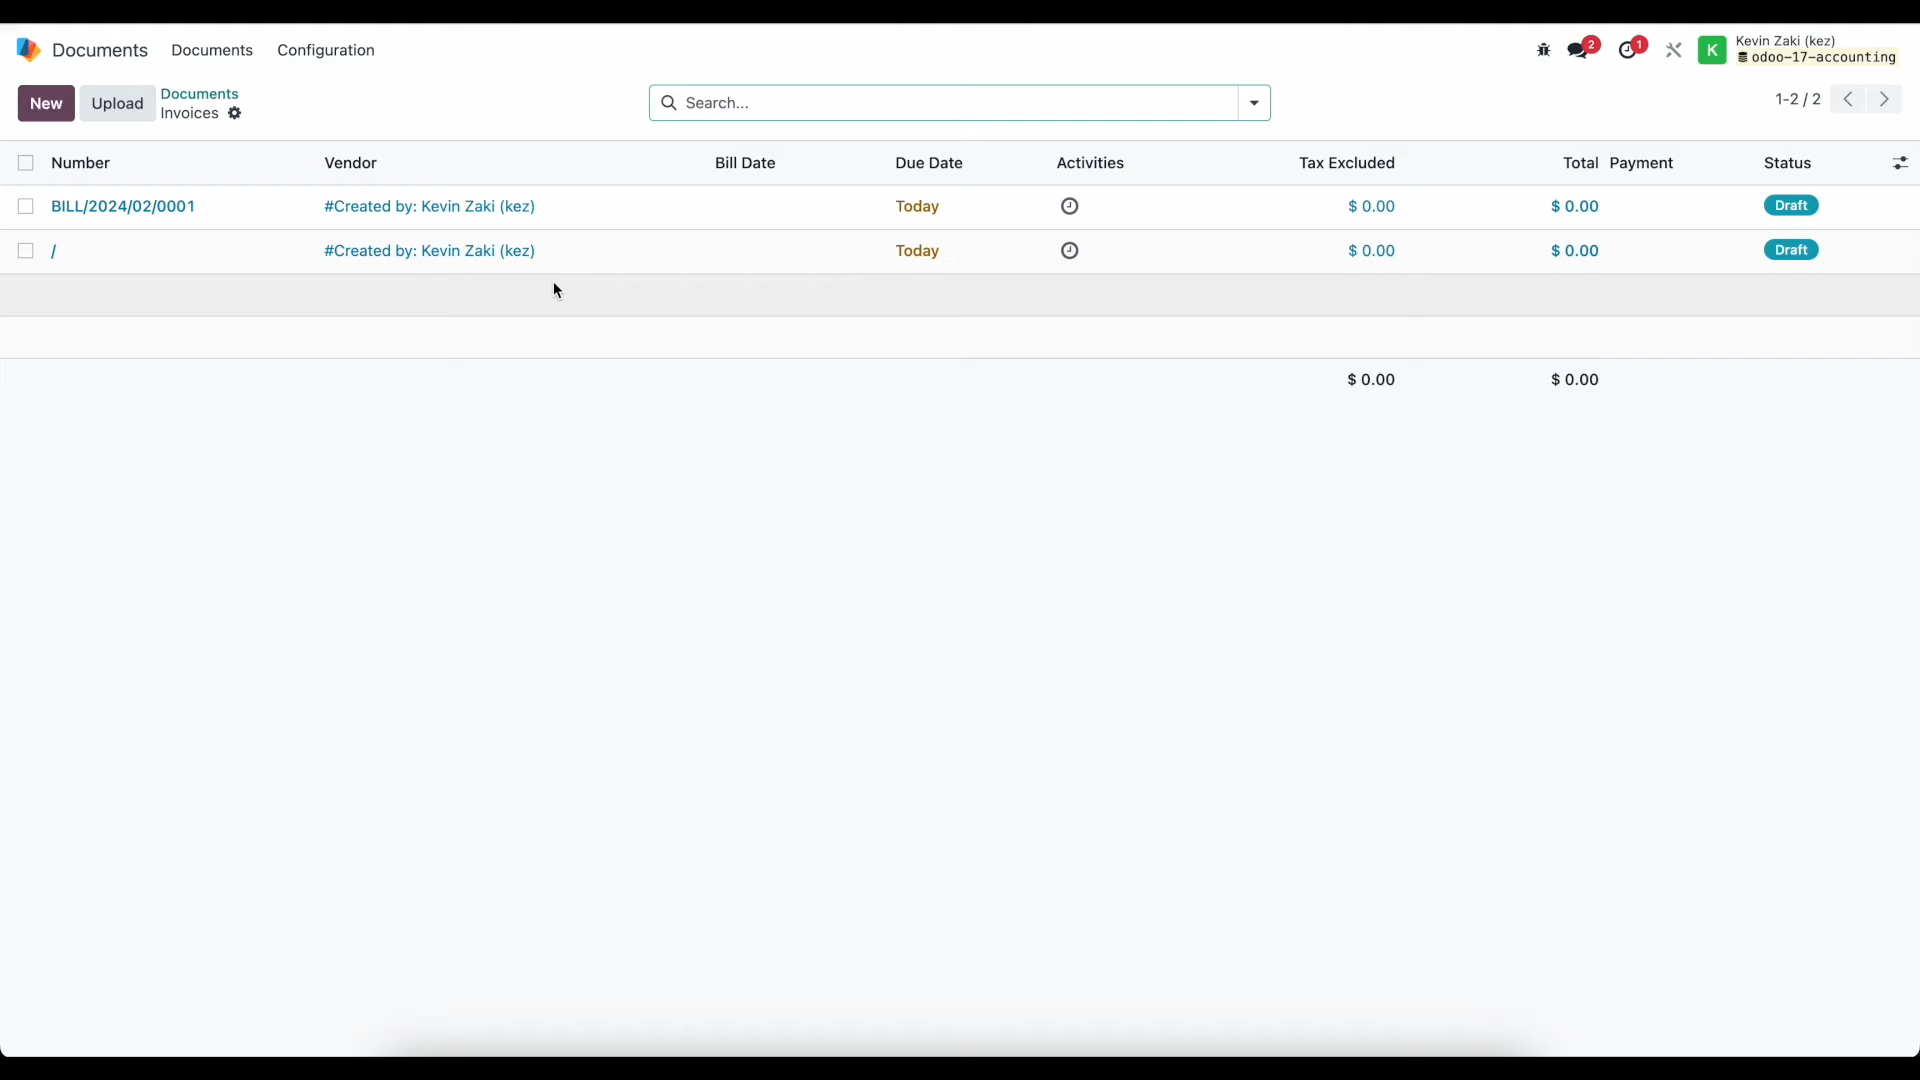 Documents Documents Configuration
2 1 K Kevin Zaki (kez)
odoo-17-accounting
New Upload Documents
Invoices
Search...
1-2 / 2
Number Vendor Bill Date Due Date Activities Tax Excluded Total Payment Status
BILL/2024/02/0001 #Created by: Kevin Zaki (kez) Today $ 0.00 $ 0.00 Draft
/ #Created by: Kevin Zaki (kez) Today $ 0.00 $ 0.00 Draft
$ 0.00 $ 0.00